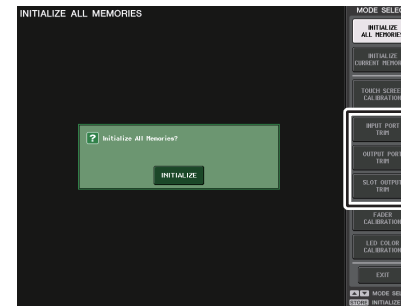 INITIALIZE ALL MEMORIES
MODE SELEC
INITIALIZE
ALL MEMORIES
INITIALIZE
CURRENT MEMOR
TOUCH SCREE
CALIBRATION
INPUT PORT
TRIM
OUTPUT PORT
TRIM
SLOT OUTPUT
TRIM
FADER
CALIBRATION
LED COLOR
CALIBRATION
EXIT
MODE SEL
STORE INITIALIZE
? Initialize All Memories?
INITIALIZE